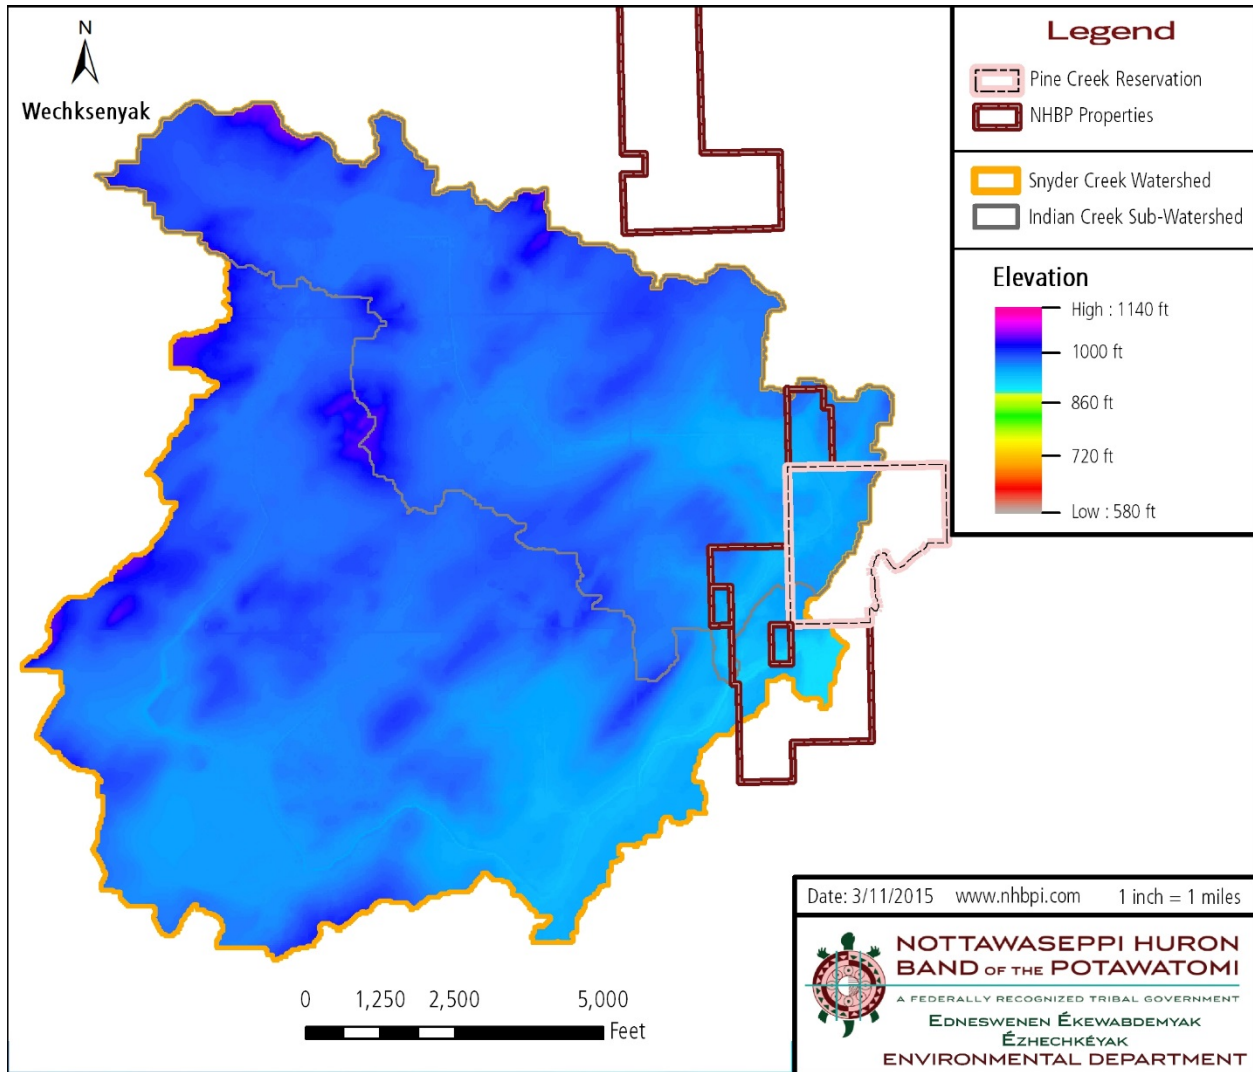 N
Wechksenyak
Legend
Pine Creek Reservation
NHBP Properties
Snyder Creek Watershed
Indian Creek Sub-Watershed
Elevation
High : 1140 ft
1000 ft
860 ft
720 ft
Low : 580 ft
0 1,250 2,500 5,000
Feet
Date: 3/11/2015 www.nhbpi.com 1 inch = 1 miles
NOTTAWASEPPI HURON
BAND OF THE POTAWATOMI
A FEDERALLY RECOGNIZED TRIBAL GOVERNMENT
EDNESWENEN ÉKEWABDEMYAK
ÉZHECHKÉYAK
ENVIRONMENTAL DEPARTMENT